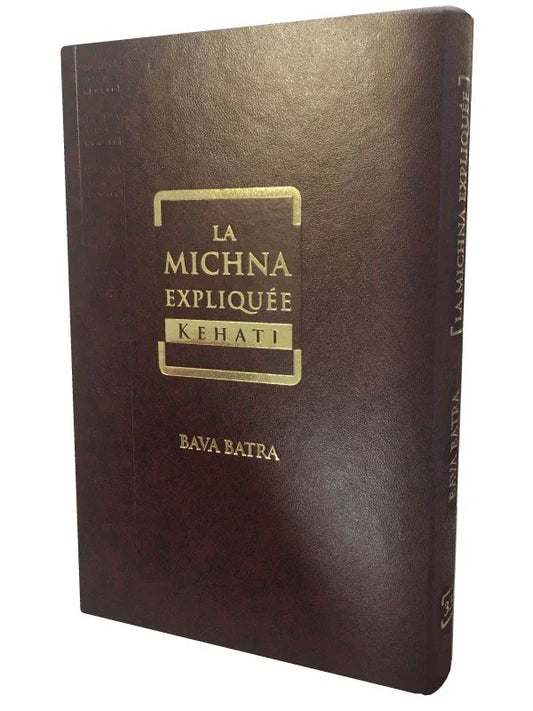 LA
MICHNA
EXPLIQUÉE
KEHATI
BAVA BATRA
[LA MICHNA EXPLIQUÉE]
BAVA BATRA